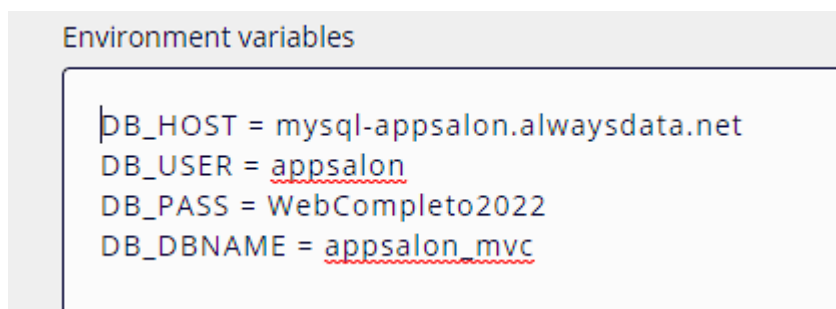 Environment variables
DB_HOST = mysql-appsalon.alwaysdata.net
DB_USER = appsalon
DB_PASS = WebCompleto2022
DB_DBNAME = appsalon_mvc